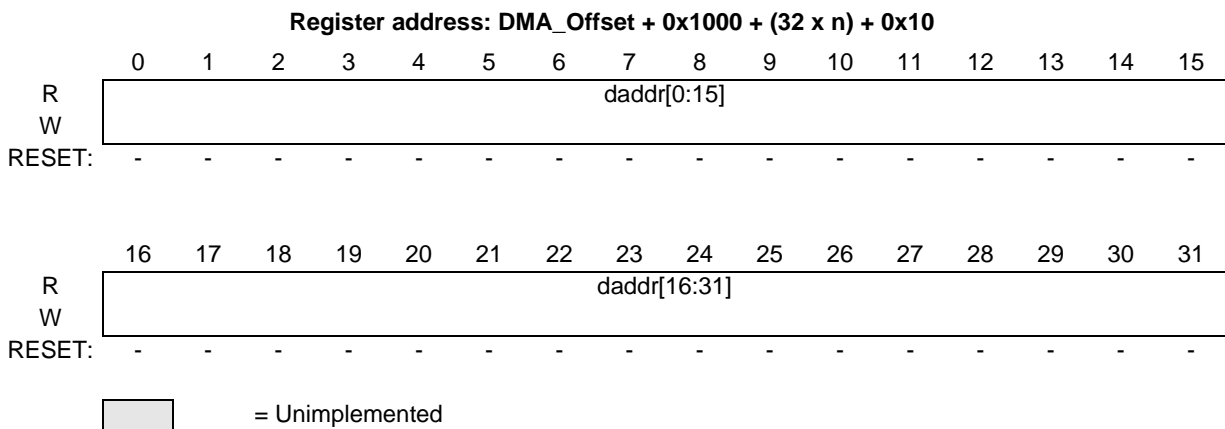 Register address: DMA_Offset + 0x1000 + (32 x n) + 0x10
0 1 2 3 4 5 6 7 8 9 10 11 12 13 14 15
R daddr[0:15]
W
RESET: - - - - - - - - - - - - - - - -
16 17 18 19 20 21 22 23 24 25 26 27 28 29 30 31
R daddr[16:31]
W
RESET: - - - - - - - - - - - - - - - -
= Unimplemented